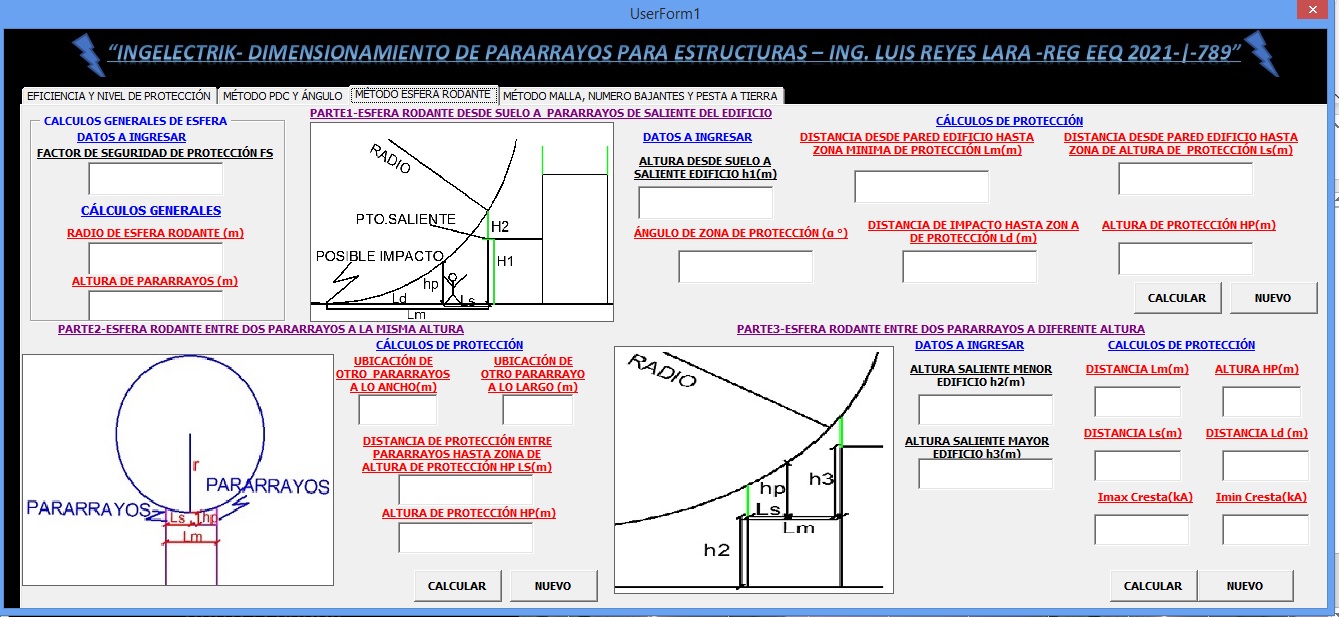 UserForm1
“INGELECTRIK- DIMENSIONAMIENTO DE PARARRAYOS PARA ESTRUCTURAS – ING. LUIS REYES LARA -REG EEQ 2021-|-789”
EFICIENCIA Y NIVEL DE PROTECCIÓN
MÉTODO PDC Y ÁNGULO
MÉTODO ESFERA RODANTE
MÉTODO MALLA, NUMERO BAJANTES Y PESTA A TIERRA
CALCULOS GENERALES DE ESFERA
DATOS A INGRESAR
FACTOR DE SEGURIDAD DE PROTECCIÓN FS
CÁLCULOS GENERALES
RADIO DE ESFERA RODANTE (m)
ALTURA DE PARARRAYOS (m)
PARTE1-ESFERA RODANTE DESDE SUELO A PARARRAYOS DE SALIENTE DEL EDIFICIO
RADIO
PTO.SALIENTE
H2
POSIBLE IMPACTO
H1
hp
Ld
Ls
Lm
DATOS A INGRESAR
ALTURA DESDE SUELO A
SALIENTE EDIFICIO h1(m)
CÁLCULOS DE PROTECCIÓN
DISTANCIA DESDE PARED EDIFICIO HASTA
ZONA MINIMA DE PROTECCIÓN Lm(m)
DISTANCIA DESDE PARED EDIFICIO HASTA
ZONA DE ALTURA DE PROTECCIÓN Ls(m)
ÁNGULO DE ZONA DE PROTECCIÓN (α °)
DISTANCIA DE IMPACTO HASTA ZON A
DE PROTECCIÓN Ld (m)
ALTURA DE PROTECCIÓN HP(m)
CALCULAR
NUEVO
PARTE2-ESFERA RODANTE ENTRE DOS PARARRAYOS A LA MISMA ALTURA
r
PARARRAYOS
PARARRAYOS
Ls
hp
Lm
CÁLCULOS DE PROTECCIÓN
UBICACIÓN DE
OTRO PARARRAYOS
A LO ANCHO(m)
UBICACIÓN DE
OTRO PARARRAYO
A LO LARGO (m)
DISTANCIA DE PROTECCIÓN ENTRE
PARARRAYOS HASTA ZONA DE
ALTURA DE PROTECCIÓN HP LS(m)
ALTURA DE PROTECCIÓN HP(m)
CALCULAR
NUEVO
PARTE3-ESFERA RODANTE ENTRE DOS PARARRAYOS A DIFERENTE ALTURA
RADIO
hp
h3
Ls
Lm
h2
DATOS A INGRESAR
ALTURA SALIENTE MENOR
EDIFICIO h2(m)
ALTURA SALIENTE MAYOR
EDIFICIO h3(m)
CALCULOS DE PROTECCIÓN
DISTANCIA Lm(m)
ALTURA HP(m)
DISTANCIA Ls(m)
DISTANCIA Ld (m)
Imax Cresta(kA)
Imin Cresta(kA)
CALCULAR
NUEVO